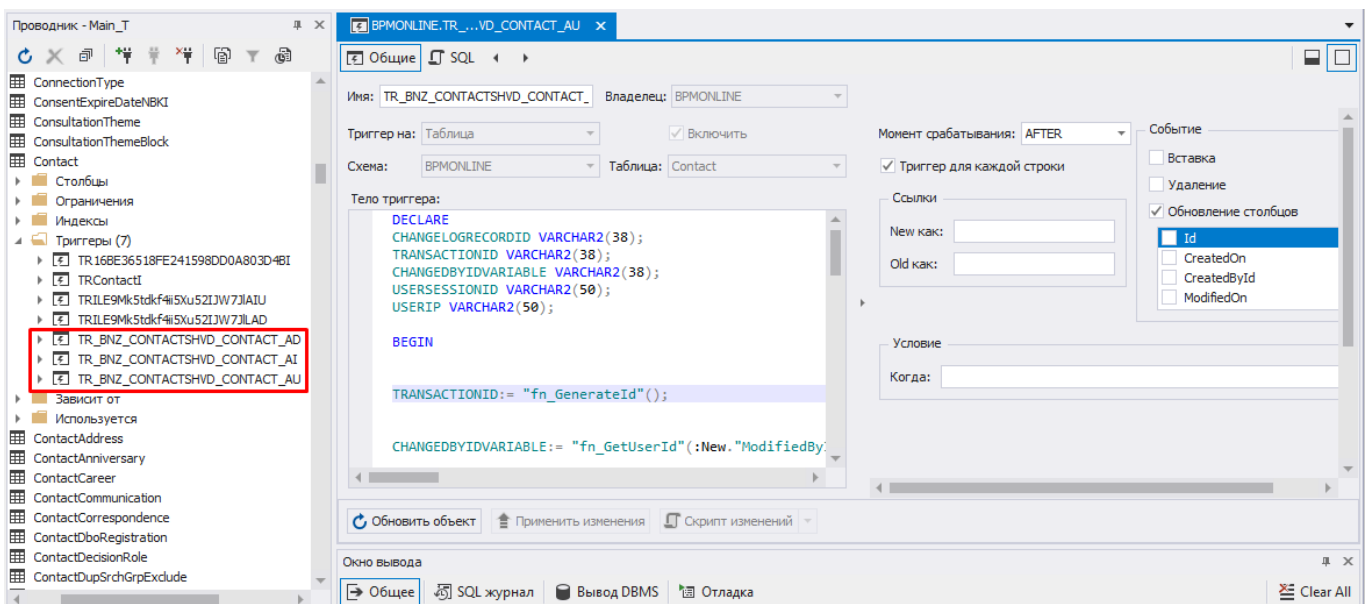 Проводник - Main_T
ConnectionType
ConsentExpireDateNBKI
ConsultationTheme
ConsultationThemeBlock
Contact
Столбцы
Ограничения
Индексы
Триггеры (7)
TR16BE36518FE241598DD0A803D4BI
TRContactI
TRILE9Mk5tdkf4ii5Xu52IJW7JlAIU
TRILE9Mk5tdkf4ii5Xu52IJW7JlLAD
TR_BNZ_CONTACTSHVD_CONTACT_AD
TR_BNZ_CONTACTSHVD_CONTACT_AI
TR_BNZ_CONTACTSHVD_CONTACT_AU
Зависит от
Используется
ContactAddress
ContactAnniversary
ContactCareer
ContactCommunication
ContactCorrespondence
ContactDboRegistration
ContactDecisionRole
ContactDupSrchGrpExclude
BPMONLINE.TR_...VD_CONTACT_AU
Общие SQL
Имя: TR_BNZ_CONTACTSHVD_CONTACT_ Владелец: BPMONLINE
Триггер на: Таблица Включить
Схема: BPMONLINE Таблица: Contact
Тело триггера:
DECLARE
CHANGELOGRECORDID VARCHAR2(38);
TRANSACTIONID VARCHAR2(38);
CHANGEDBYIDVARIABLE VARCHAR2(38);
USERSESSIONID VARCHAR2(50);
USERIP VARCHAR2(50);
BEGIN
TRANSACTIONID:= "fn_GenerateId"();
CHANGEDBYIDVARIABLE:= "fn_GetUserId"(:New."ModifiedBy
Момент срабатывания: AFTER
Триггер для каждой строки
Ссылки
New как:
Old как:
Событие
Вставка
Удаление
Обновление столбцов
Id
CreatedOn
CreatedById
ModifiedOn
Условие
Когда:
Обновить объект Применить изменения Скрипт изменений
Окно вывода
Общее SQL журнал Вывод DBMS Отладка Clear All